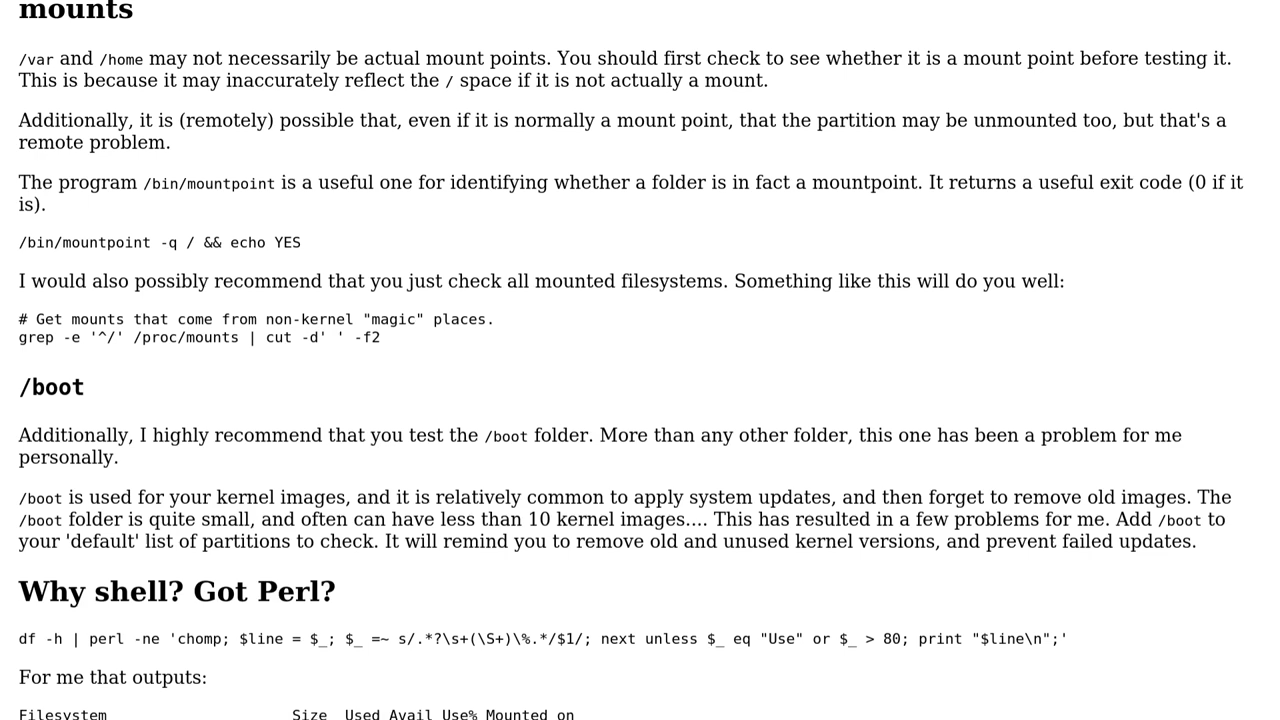 mounts
/var and /home may not necessarily be actual mount points. You should first check to see whether it is a mount point before testing it.
This is because it may inaccurately reflect the / space if it is not actually a mount.
Additionally, it is (remotely) possible that, even if it is normally a mount point, that the partition may be unmounted too, but that's a
remote problem.
The program /bin/mountpoint is a useful one for identifying whether a folder is in fact a mountpoint. It returns a useful exit code (0 if it
is).
/bin/mountpoint -q / && echo YES
I would also possibly recommend that you just check all mounted filesystems. Something like this will do you well:
# Get mounts that come from non-kernel "magic" places.
grep -e '^/' /proc/mounts | cut -d' ' -f2
/boot
Additionally, I highly recommend that you test the /boot folder. More than any other folder, this one has been a problem for me
personally.
/boot is used for your kernel images, and it is relatively common to apply system updates, and then forget to remove old images. The
/boot folder is quite small, and often can have less than 10 kernel images.... This has resulted in a few problems for me. Add /boot to
your 'default' list of partitions to check. It will remind you to remove old and unused kernel versions, and prevent failed updates.
Why shell? Got Perl?
df -h | perl -ne 'chomp; $line = $_; $_ =~ s/.*?\s+(\S+)\%.*/$1/; next unless $_ eq "Use" or $_ > 80; print "$line\n";'
For me that outputs:
Filesystem                     Size  Used Avail Use% Mounted on